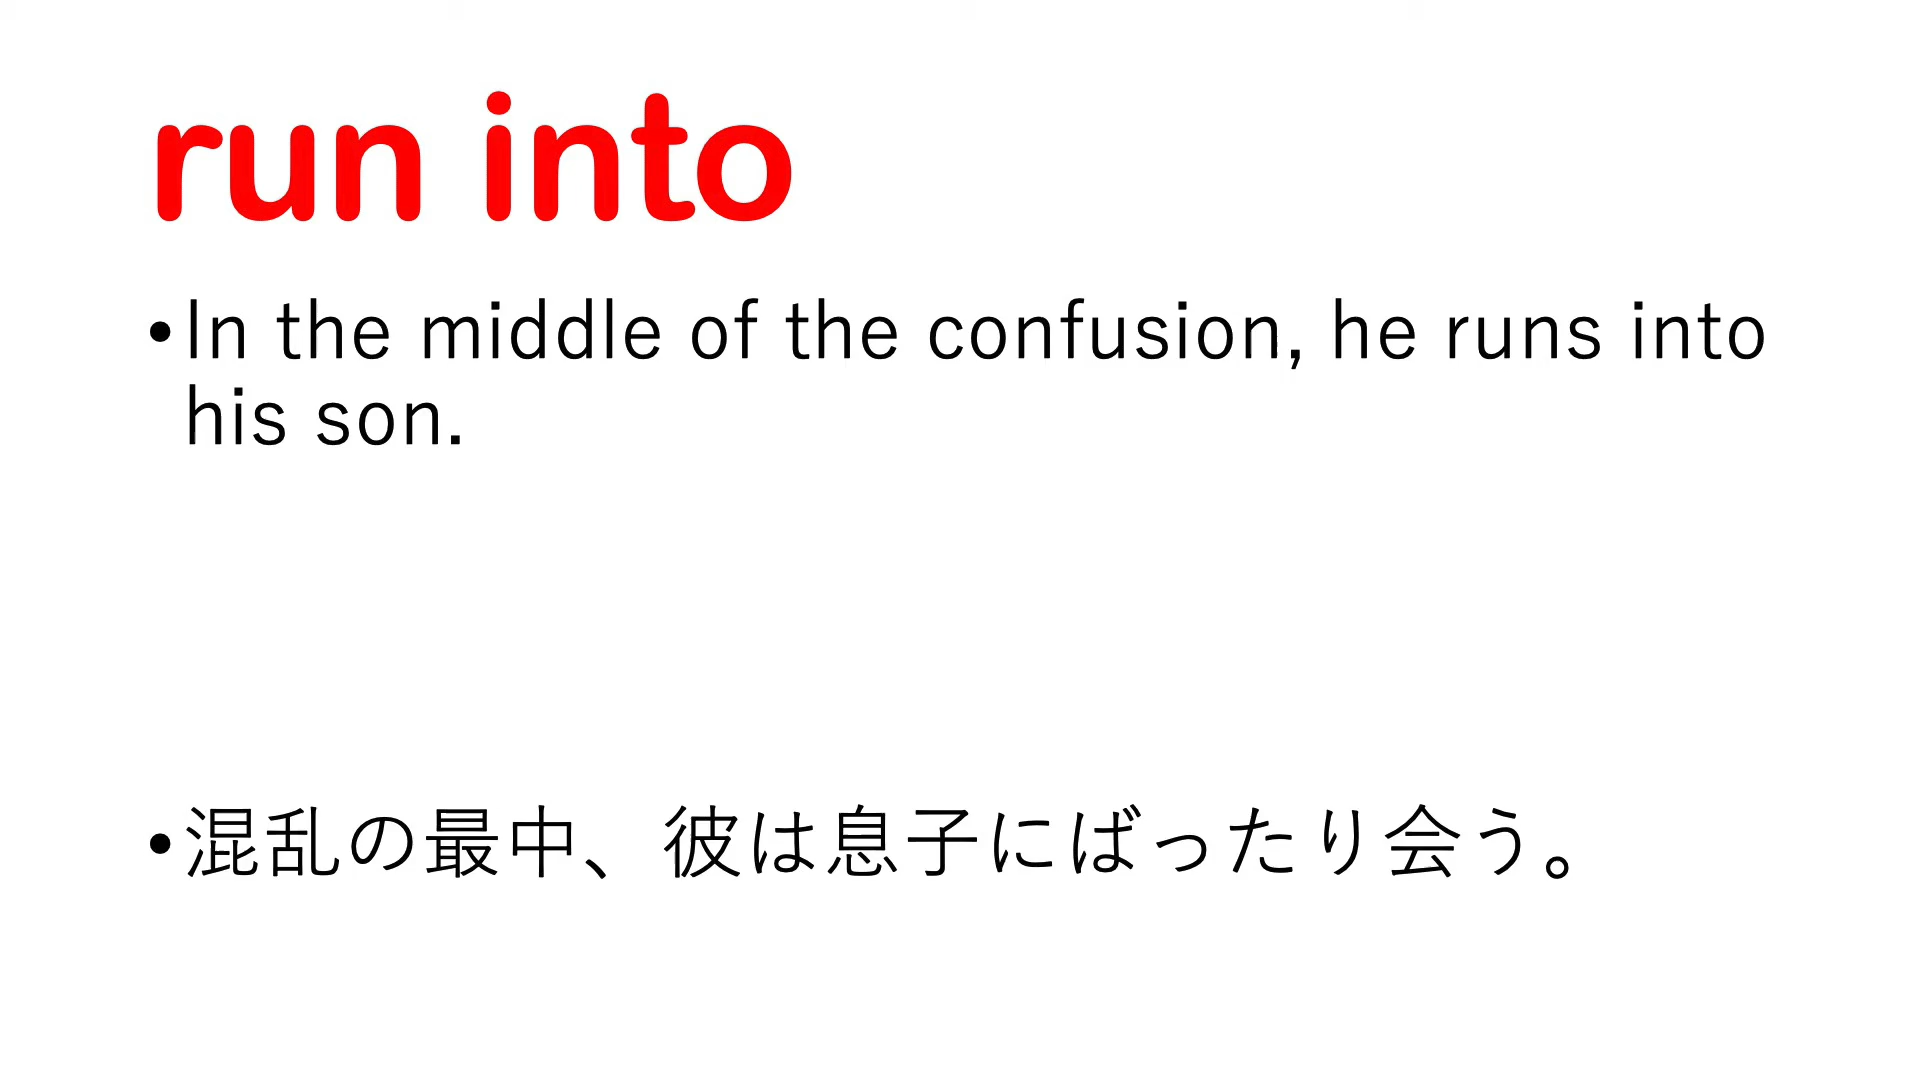 run into
•In the middle of the confusion, he runs into
his son.
•混乱の最中、彼は息子にばったり会う。